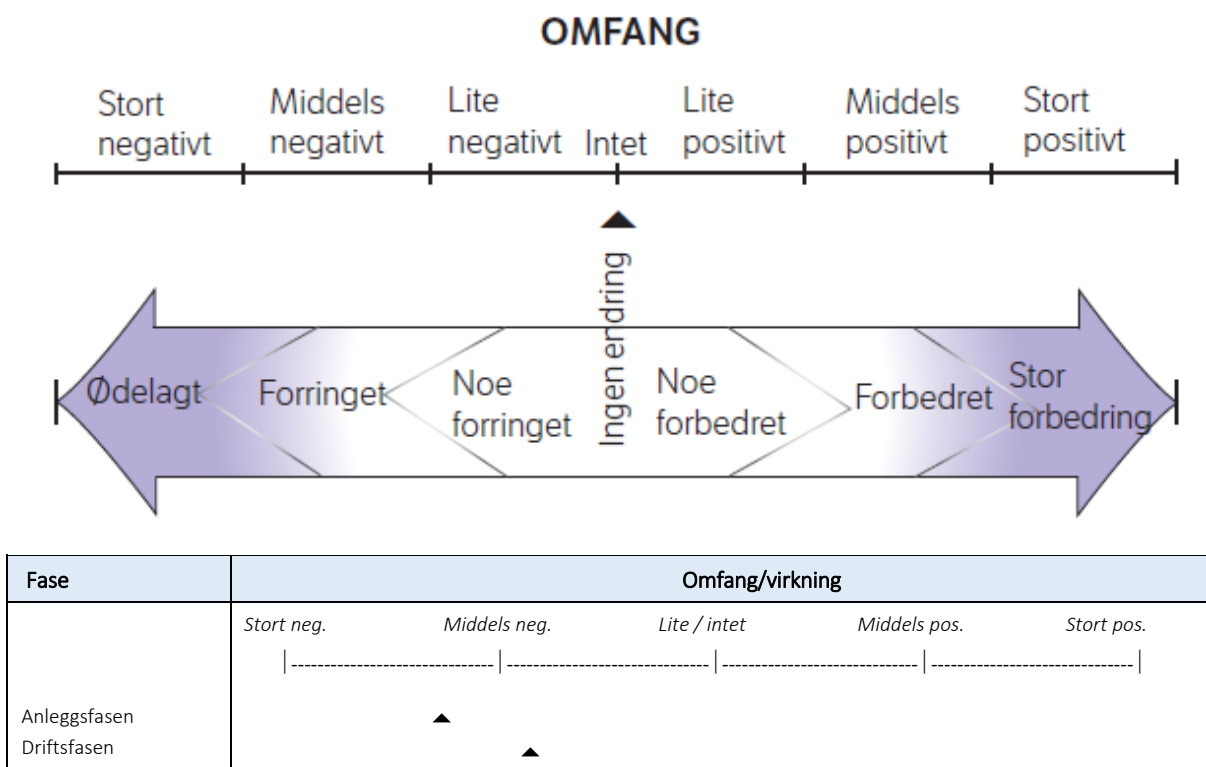 OMFANG
Stort negativt
Middels negativt
Lite negativt
Intet
Lite positivt
Middels positivt
Stort positivt
Ingen endring
Ødelagt
Forringet
Noe forringet
Noe forbedret
Forbedret
Stor forbedring
Fase Omfang/virkning
Stort neg. Middels neg. Lite / intet Middels pos. Stort pos.
|-------------------------------|-------------------------------|------------------------------|-------------------------------|
Anleggsfasen
Driftsfasen